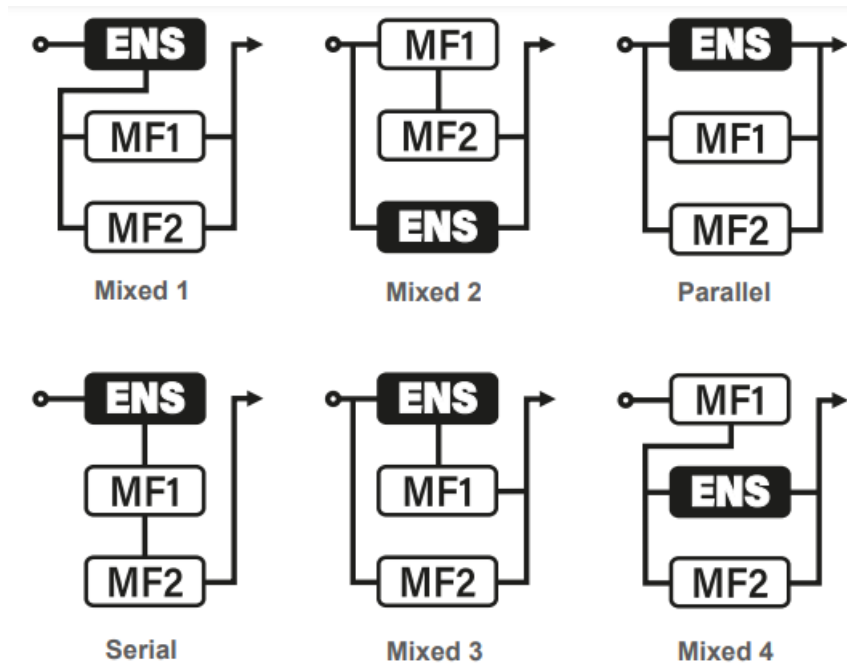 ENS MF1 ENS
MF1 MF2 MF1
MF2 ENS MF2
Mixed 1 Mixed 2 Parallel
ENS ENS MF1
MF1 MF1 ENS
MF2 MF2 MF2
Serial Mixed 3 Mixed 4